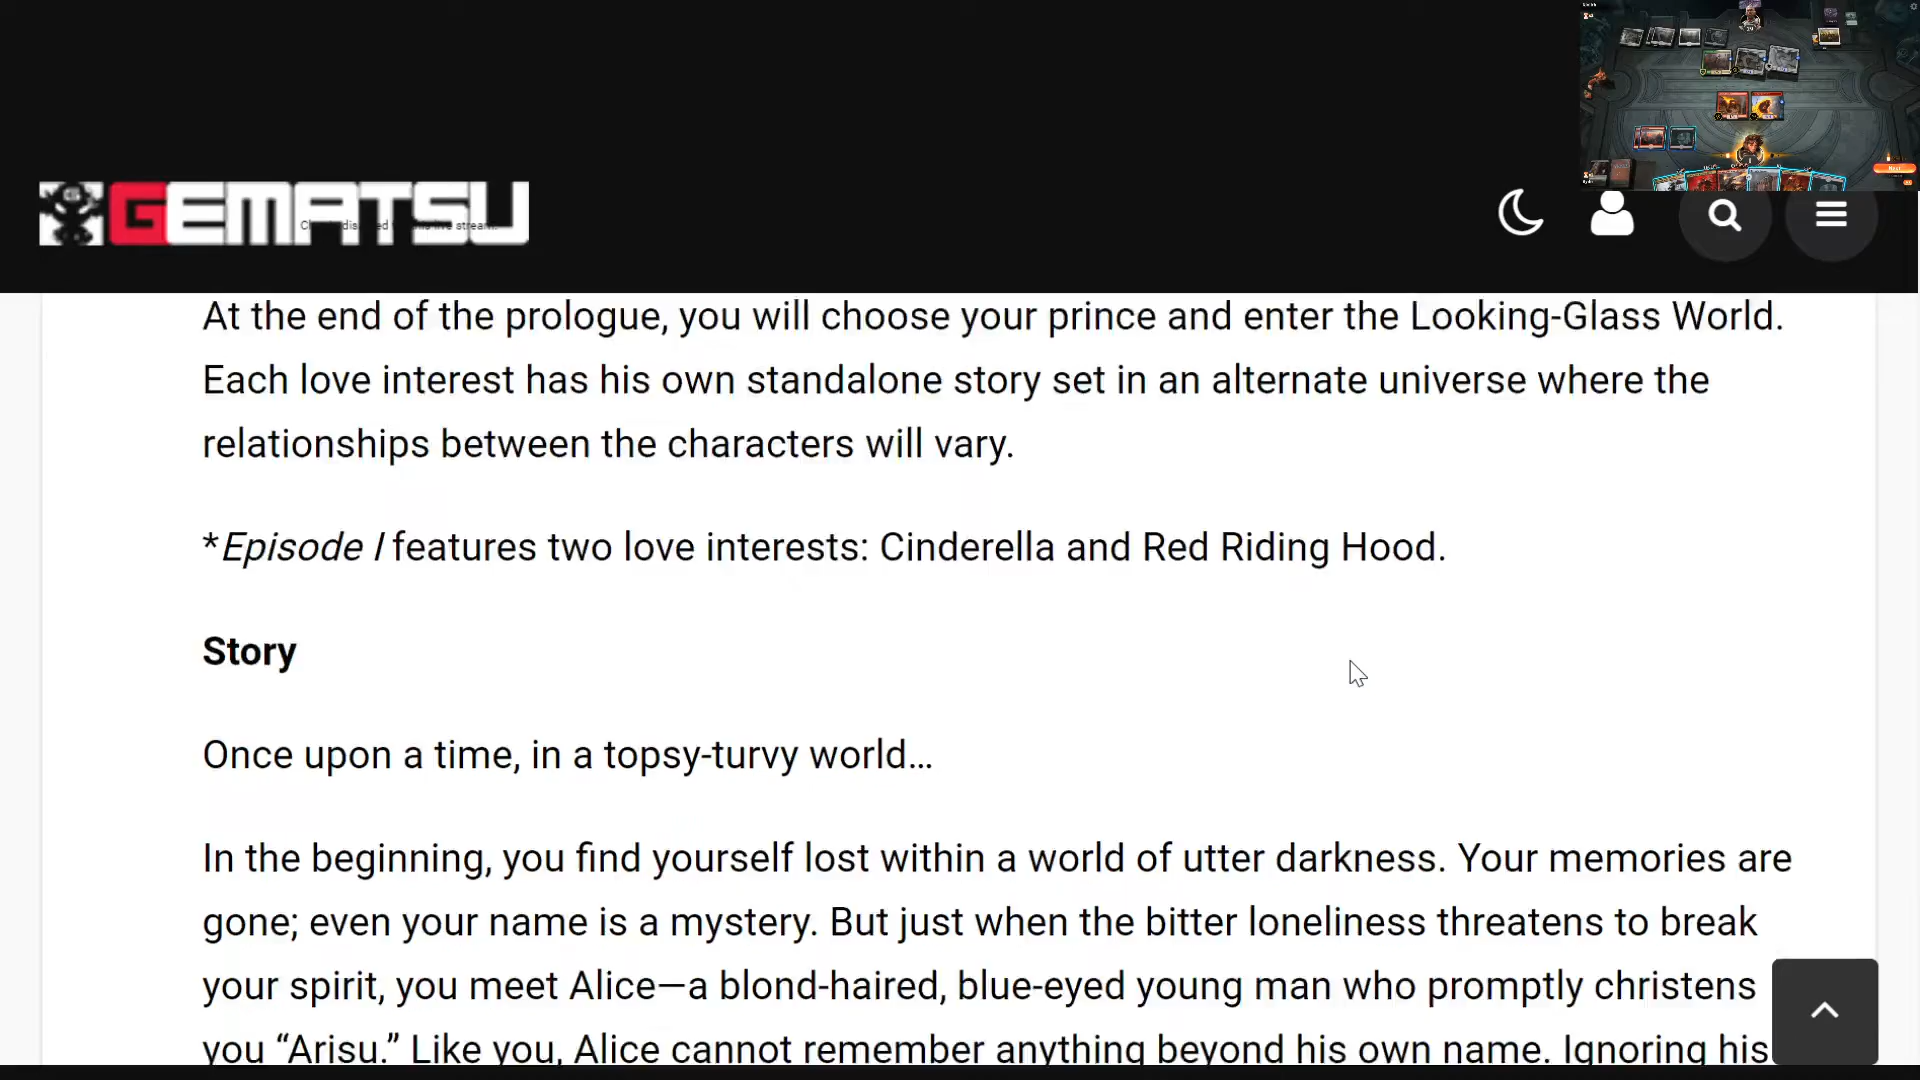 GEMATSU
At the end of the prologue, you will choose your prince and enter the Looking-Glass World.
Each love interest has his own standalone story set in an alternate universe where the
relationships between the characters will vary.
*Episode I features two love interests: Cinderella and Red Riding Hood.
Story
Once upon a time, in a topsy-turvy world…
In the beginning, you find yourself lost within a world of utter darkness. Your memories are
gone; even your name is a mystery. But just when the bitter loneliness threatens to break
your spirit, you meet Alice—a blond-haired, blue-eyed young man who promptly christens
you “Arisu.” Like you, Alice cannot remember anything beyond his own name. Ignoring his